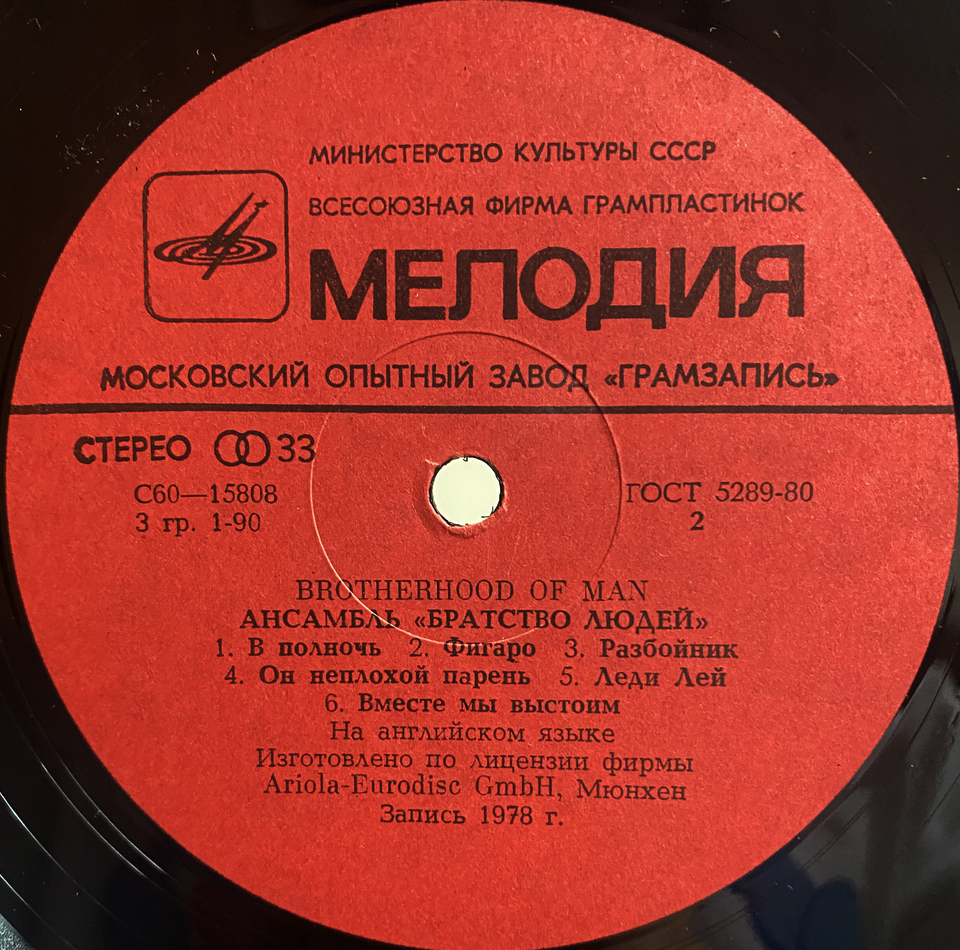 МИНИСТЕРСТВО КУЛЬТУРЫ СССР
ВСЕСОЮЗНАЯ ФИРМА ГРАМПЛАСТИНОК
МЕЛОДИЯ
МОСКОВСКИЙ ОПЫТНЫЙ ЗАВОД «ГРАМЗАПИСЬ»
СТЕРЕО 33
С60—15808
ГОСТ 5289-80
3 гр. 1-90
2
BROTHERHOOD OF MAN
АНСАМБЛЬ «БРАТСТВО ЛЮДЕЙ»
1. В полночь 2. Фигаро 3. Разбойник
4. Он неплохой парень 5. Леди Лей
6. Вместе мы выстоим
На английском языке
Изготовлено по лицензии фирмы
Ariola-Eurodisc GmbH, Мюнхен
Запись 1978 г.